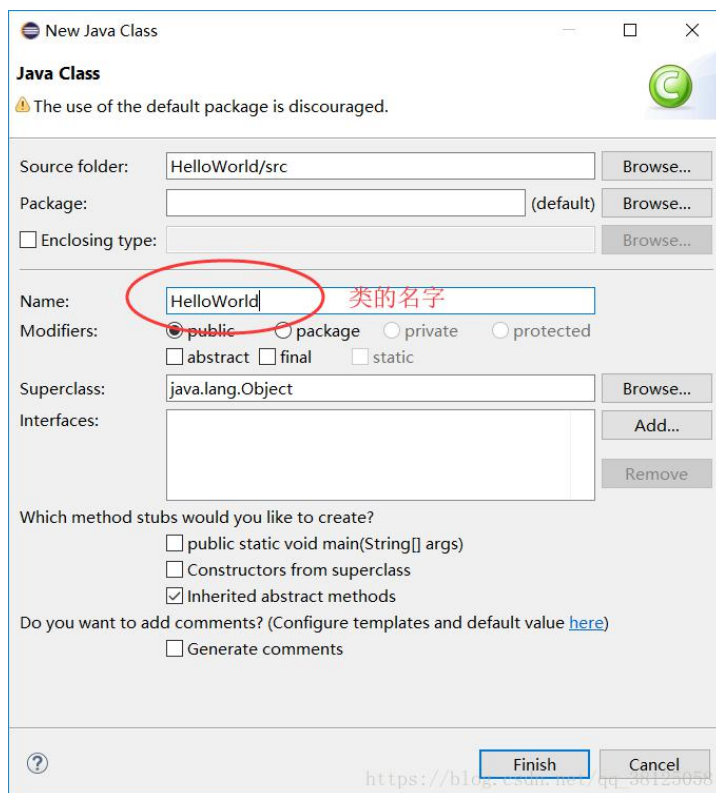 New Java Class
Java Class
The use of the default package is discouraged.
Source folder: HelloWorld/src Browse...
Package: (default) Browse...
Enclosing type: Browse...
Name: HelloWorld 类的名字
Modifiers: public package private protected
abstract final static
Superclass: java.lang.Object Browse...
Interfaces: Add...
Remove
Which method stubs would you like to create?
public static void main(String[] args)
Constructors from superclass
Inherited abstract methods
Do you want to add comments? (Configure templates and default value here)
Generate comments
? Finish Cancel
https://blog.csdn.net/qq_38125058